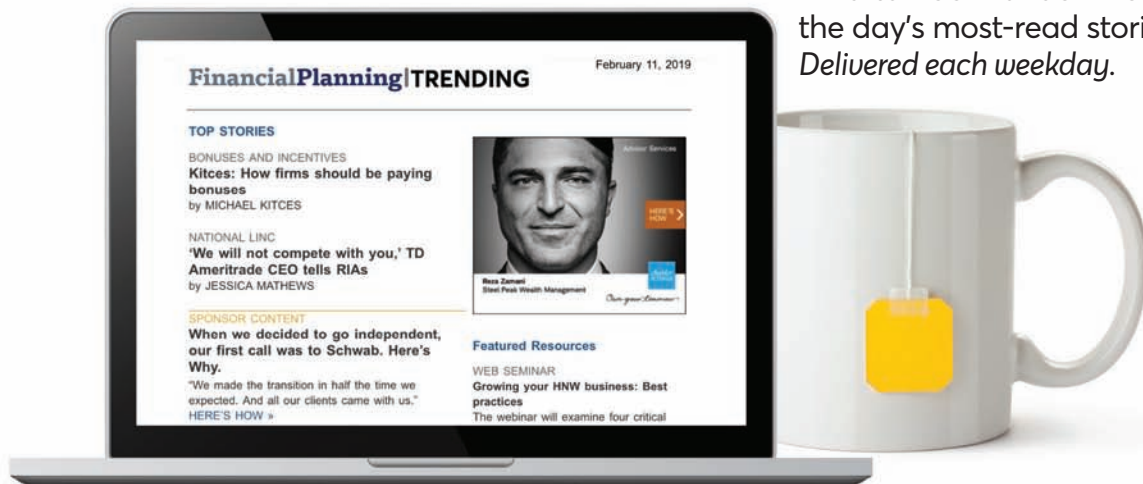 the day's most-read stori
Delivered each weekday.
February 11, 2019
FinancialPlanning|TRENDING
TOP STORIES
BONUSES AND INCENTIVES
Kitces: How firms should be paying
bonuses
by MICHAEL KITCES
NATIONAL LINC
‘We will not compete with you,’ TD
Ameritrade CEO tells RIAs
by JESSICA MATHEWS
SPONSOR CONTENT
When we decided to go independent,
our first call was to Schwab. Here’s
Why.
“We made the transition in half the time we
expected. And all our clients came with us.”
HERE’S HOW »
Advisor Services
HERE'S
HOW
Reza Zamani
Steel Peak Wealth Management
charles
SCHWAB
Own your tomorrow
Featured Resources
WEB SEMINAR
Growing your HNW business: Best
practices
The webinar will examine four critical